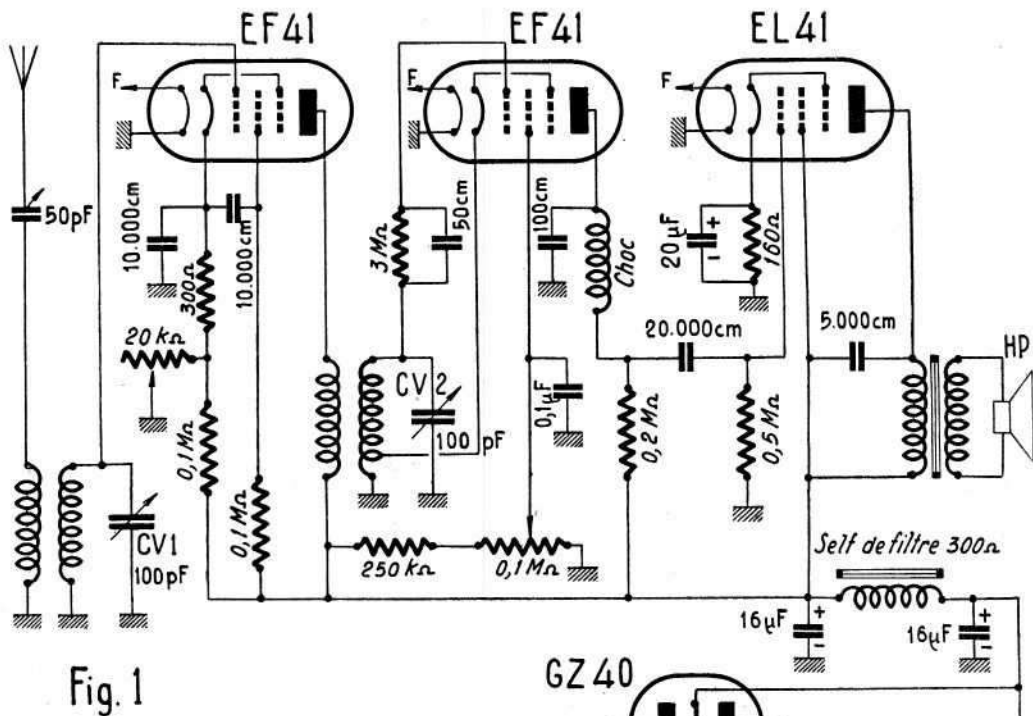 EF41
EF41
EL41
F
F
F
50pF
10.000cm
10.000cm
300Ω
20 kΩ
0,1 MΩ
0,1 MΩ
3 MΩ
50cm
100cm
Choc
20 µF
+
-
160Ω
20.000cm
5.000cm
HP
CV 2
100 pF
0,1µF
0,2 MΩ
0,5 MΩ
CV1
100pF
250 kΩ
0,1 MΩ
Self de filtre 300Ω
16µF
+
-
16µF
+
-
Fig. 1
GZ 40